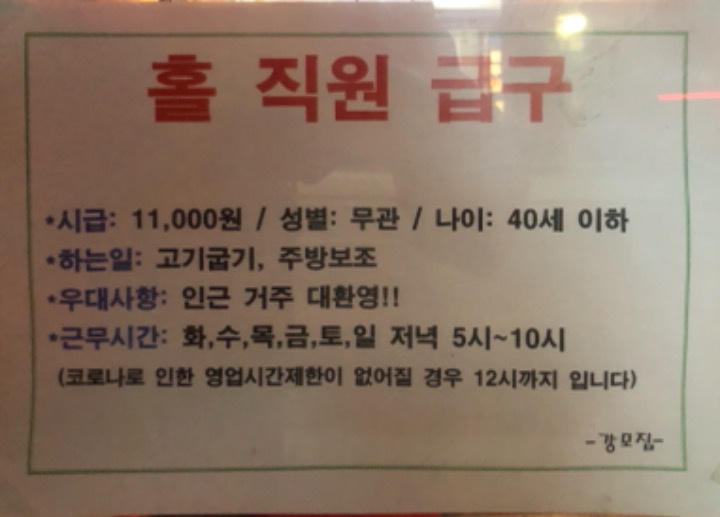 홀 직원 급구
*시급: 11,000원 / 성별: 무관 / 나이: 40세 이하
*하는일: 고기굽기, 주방보조
*우대사항: 인근 거주 대환영!!
*근무시간: 화,수,목,금,토,일 저녁 5시~10시
(코로나로 인한 영업시간제한이 없어질 경우 12시까지 입니다)
-강모집-